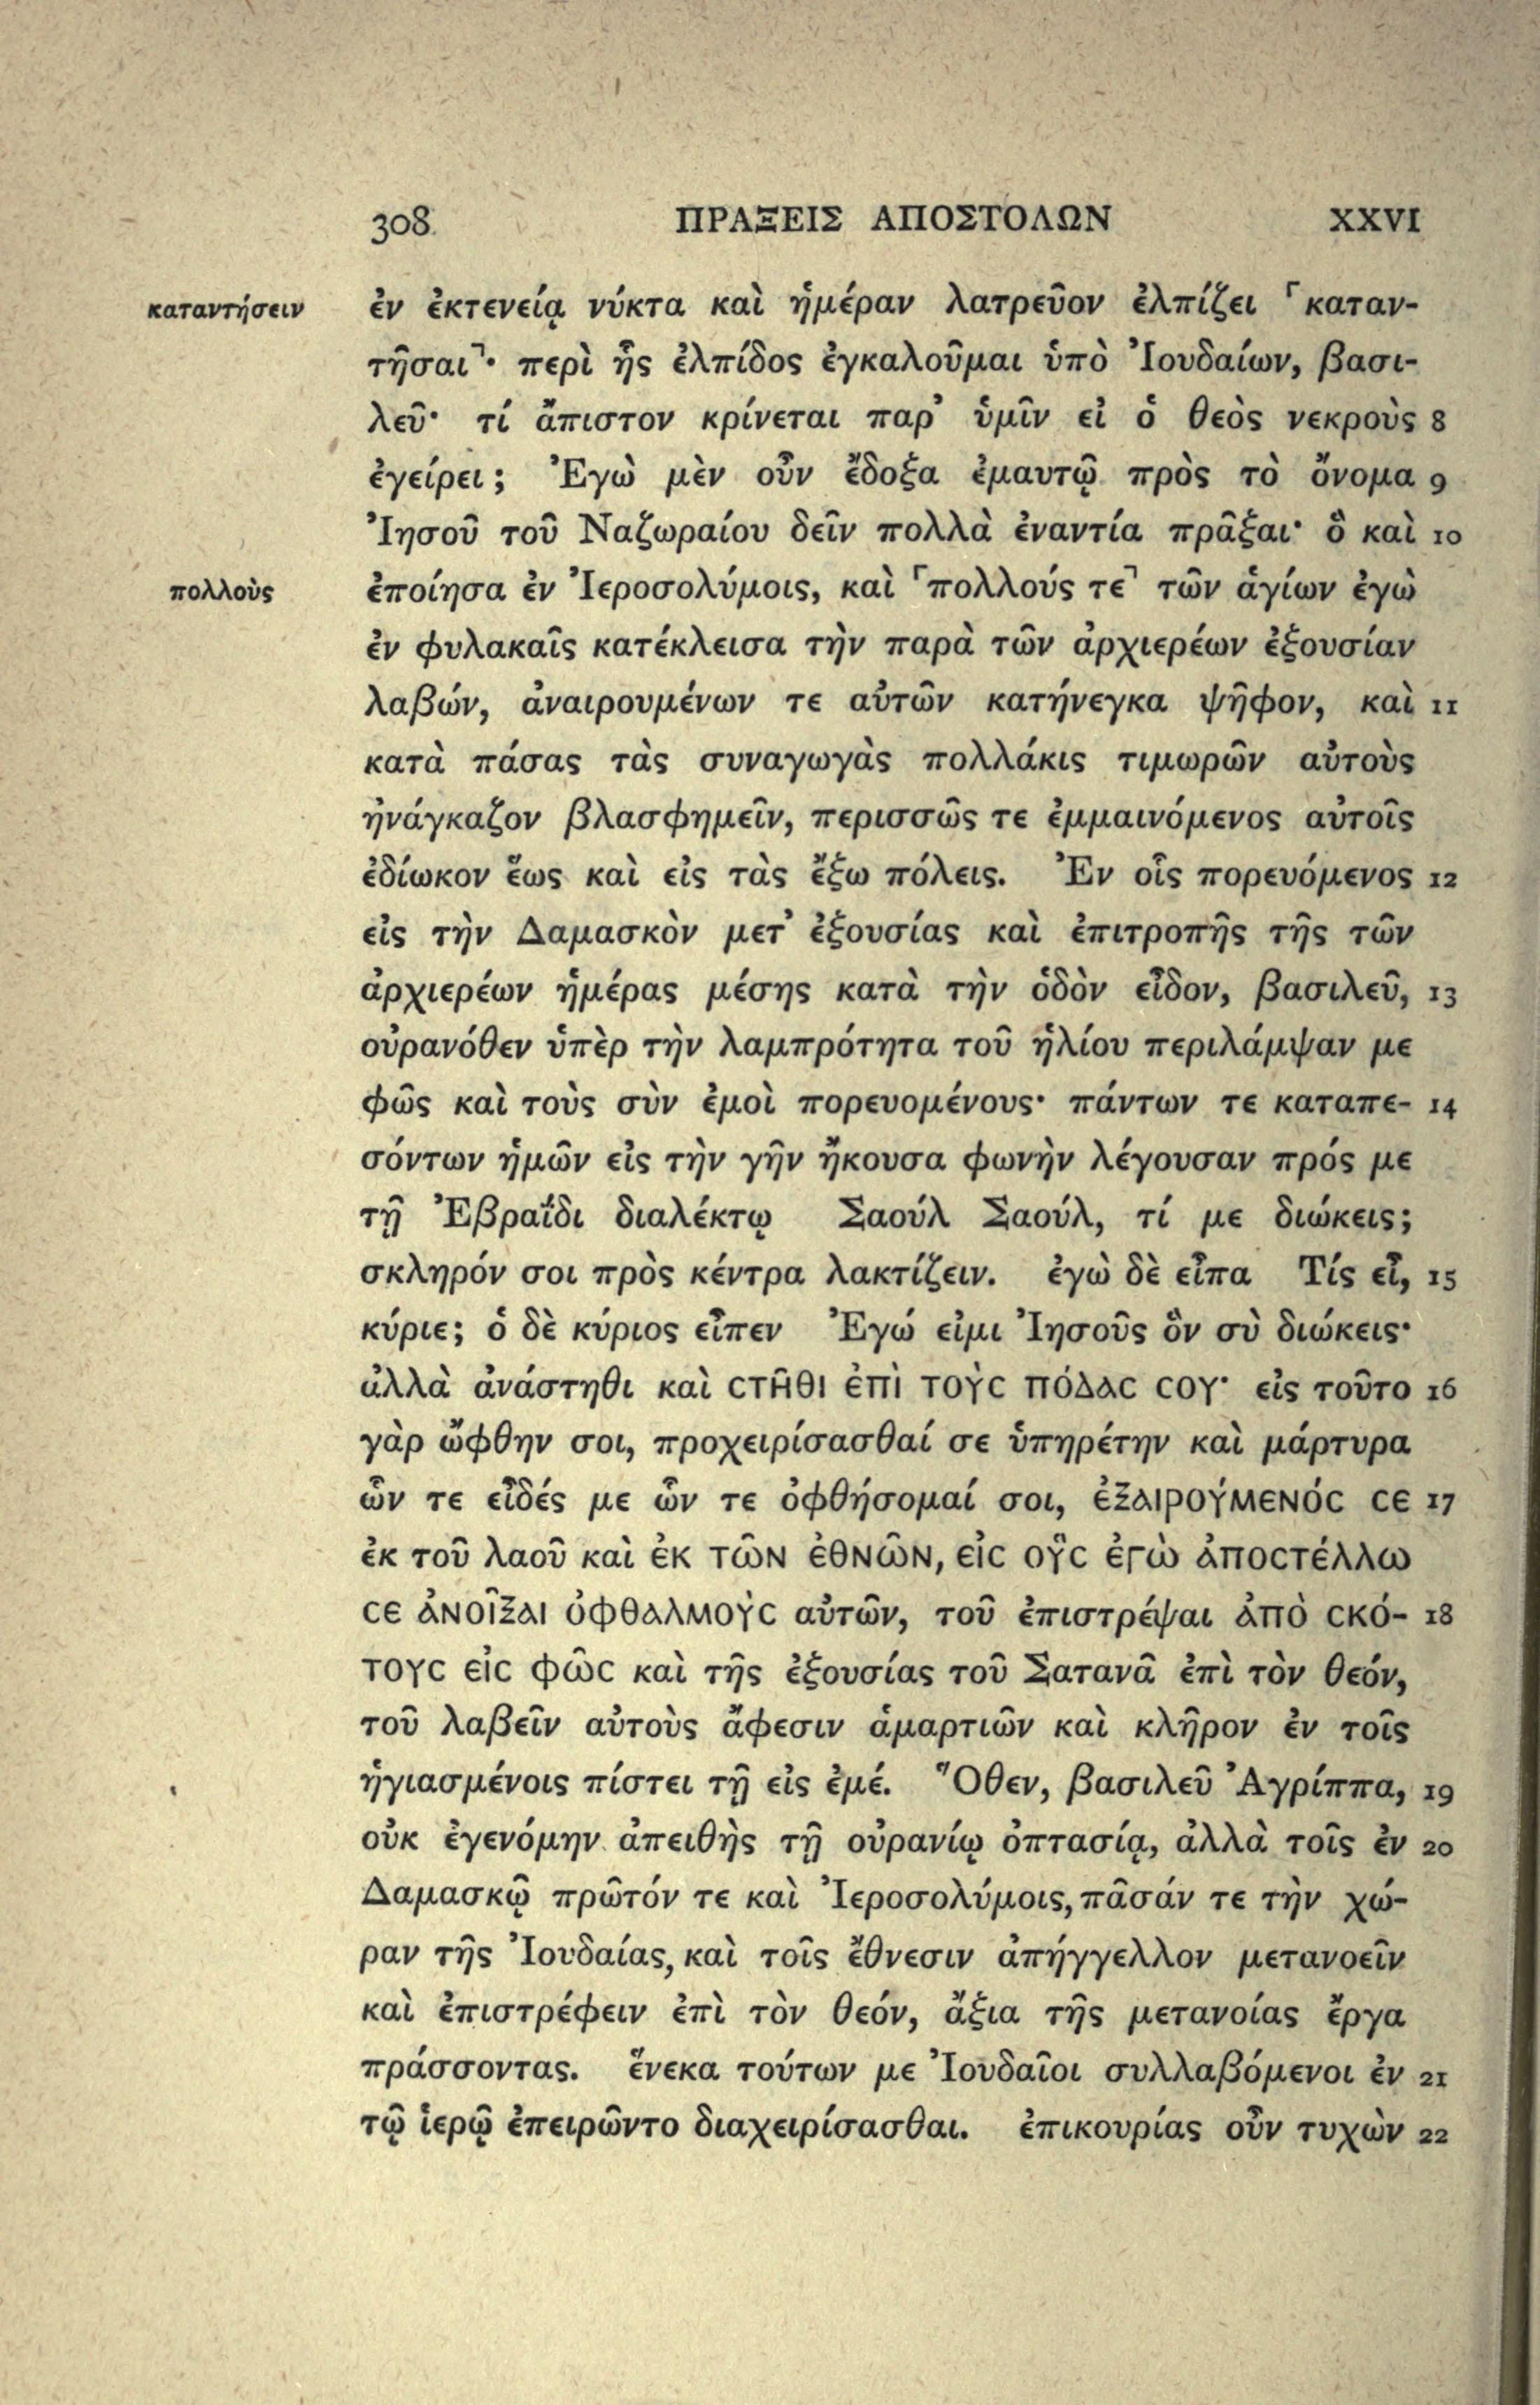 308 ΠΡΑΞΕΙΣ ΑΠΟΣΤΟΛΩΝ XXVI
καταντήσειν ἐν ἐκτενείᾳ νύκτα καὶ ἡμέραν λατρεῦον ἐλπίζει ⌜καταν-
τῆσαι⌝· περὶ ἧς ἐλπίδος ἐγκαλοῦμαι ὑπὸ Ἰουδαίων, βασι-
λεῦ· τί ἄπιστον κρίνεται παρ’ ὑμῖν εἰ ὁ θεὸς νεκροὺς 8
ἐγείρει; Ἐγὼ μὲν οὖν ἔδοξα ἐμαυτῷ πρὸς τὸ ὄνομα 9
Ἰησοῦ τοῦ Ναζωραίου δεῖν πολλὰ ἐναντία πρᾶξαι· ὃ καὶ 10
πολλοὺς ἐποίησα ἐν Ἰεροσολύμοις, καὶ ⌜πολλούς τε⌝ τῶν ἁγίων ἐγὼ
ἐν φυλακαῖς κατέκλεισα τὴν παρὰ τῶν ἀρχιερέων ἐξουσίαν
λαβών, ἀναιρουμένων τε αὐτῶν κατήνεγκα ψῆφον, καὶ 11
κατὰ πάσας τὰς συναγωγὰς πολλάκις τιμωρῶν αὐτοὺς
ἠνάγκαζον βλασφημεῖν, περισσῶς τε ἐμμαινόμενος αὐτοῖς
ἐδίωκον ἕως καὶ εἰς τὰς ἔξω πόλεις. Ἐν οἷς πορευόμενος 12
εἰς τὴν Δαμασκὸν μετ’ ἐξουσίας καὶ ἐπιτροπῆς τῆς τῶν
ἀρχιερέων ἡμέρας μέσης κατὰ τὴν ὁδὸν εἶδον, βασιλεῦ, 13
οὐρανόθεν ὑπὲρ τὴν λαμπρότητα τοῦ ἡλίου περιλάμψαν με
φῶς καὶ τοὺς σὺν ἐμοὶ πορευομένους· πάντων τε καταπε- 14
σόντων ἡμῶν εἰς τὴν γῆν ἤκουσα φωνὴν λέγουσαν πρός με
τῇ Ἐβραΐδι διαλέκτῳ Σαούλ Σαούλ, τί με διώκεις;
σκληρόν σοι πρὸς κέντρα λακτίζειν. ἐγὼ δὲ εἶπα Τίς εἶ, 15
κύριε; ὁ δὲ κύριος εἶπεν Ἐγώ εἰμι Ἰησοῦς ὃν σὺ διώκεις·
ἀλλὰ ἀνάστηθι καὶ ϲτῆθι ἐπὶ τοὺϲ πόδαϲ ϲου· εἰς τοῦτο 16
γὰρ ὤφθην σοι, προχειρίσασθαί σε ὑπηρέτην καὶ μάρτυρα
ὧν τε εἶδές με ὧν τε ὀφθήσομαί σοι, ἐξαιρούμενόϲ ϲε 17
ἐκ τοῦ λαοῦ καὶ ἐκ τῶν ἐθνῶν, εἰϲ οὓϲ ἐγὼ ἀποϲτέλλω
ϲε ἀνοῖξαι ὀφθαλμοὺϲ αὐτῶν, τοῦ ἐπιστρέψαι ἀπὸ ϲκό- 18
τουϲ εἰϲ φῶϲ καὶ τῆς ἐξουσίας τοῦ Σατανᾶ ἐπὶ τὸν θεόν,
τοῦ λαβεῖν αὐτοὺς ἄφεσιν ἁμαρτιῶν καὶ κλῆρον ἐν τοῖς
ἡγιασμένοις πίστει τῇ εἰς ἐμέ. Ὅθεν, βασιλεῦ Ἀγρίππα, 19
οὐκ ἐγενόμην ἀπειθὴς τῇ οὐρανίῳ ὀπτασίᾳ, ἀλλὰ τοῖς ἐν 20
Δαμασκῷ πρῶτόν τε καὶ Ἰεροσολύμοις, πᾶσάν τε τὴν χώ-
ραν τῆς Ἰουδαίας, καὶ τοῖς ἔθνεσιν ἀπήγγελλον μετανοεῖν
καὶ ἐπιστρέφειν ἐπὶ τὸν θεόν, ἄξια τῆς μετανοίας ἔργα
πράσσοντας. ἕνεκα τούτων με Ἰουδαῖοι συλλαβόμενοι ἐν 21
τῷ ἱερῷ ἐπειρῶντο διαχειρίσασθαι. ἐπικουρίας οὖν τυχὼν 22